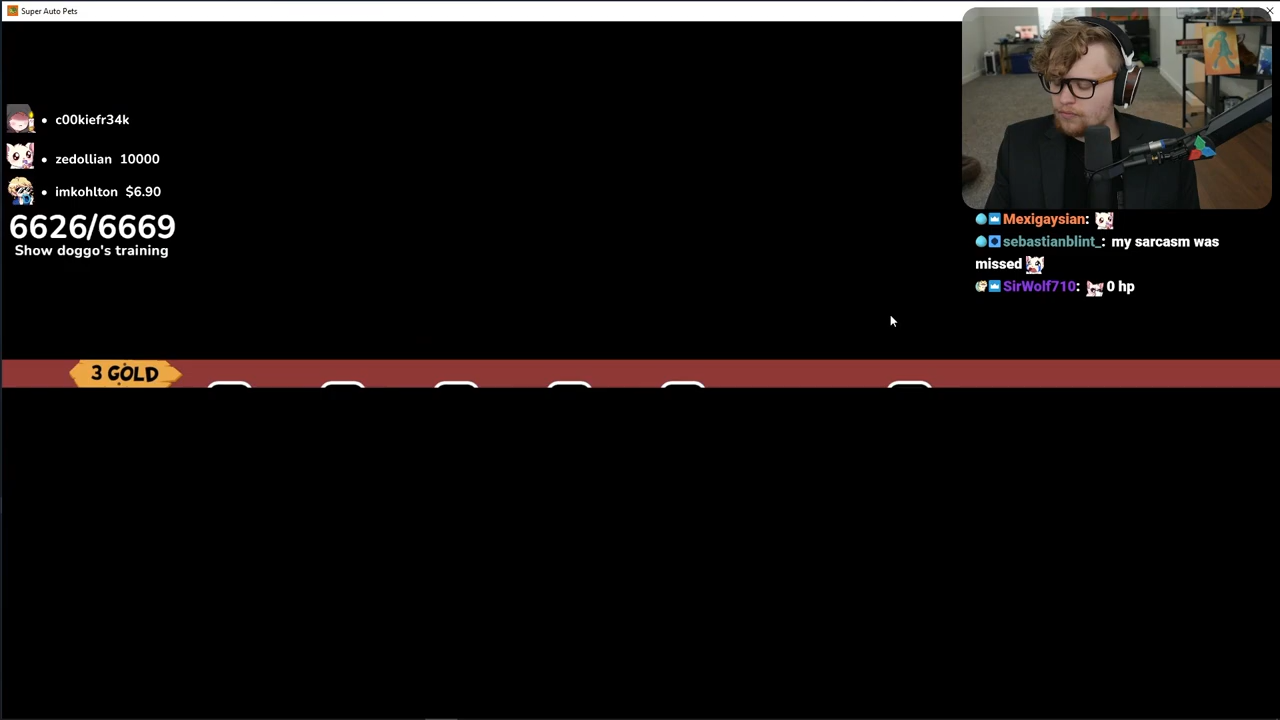 Super Auto Pets
• c00kiefr34k
• zedollian 10000
• imkohlton $6.90
6626/6669
Show doggo's training
Mexigaysian:
sebastianblint_: my sarcasm was
missed
SirWolf710: 0 hp
3 GOLD